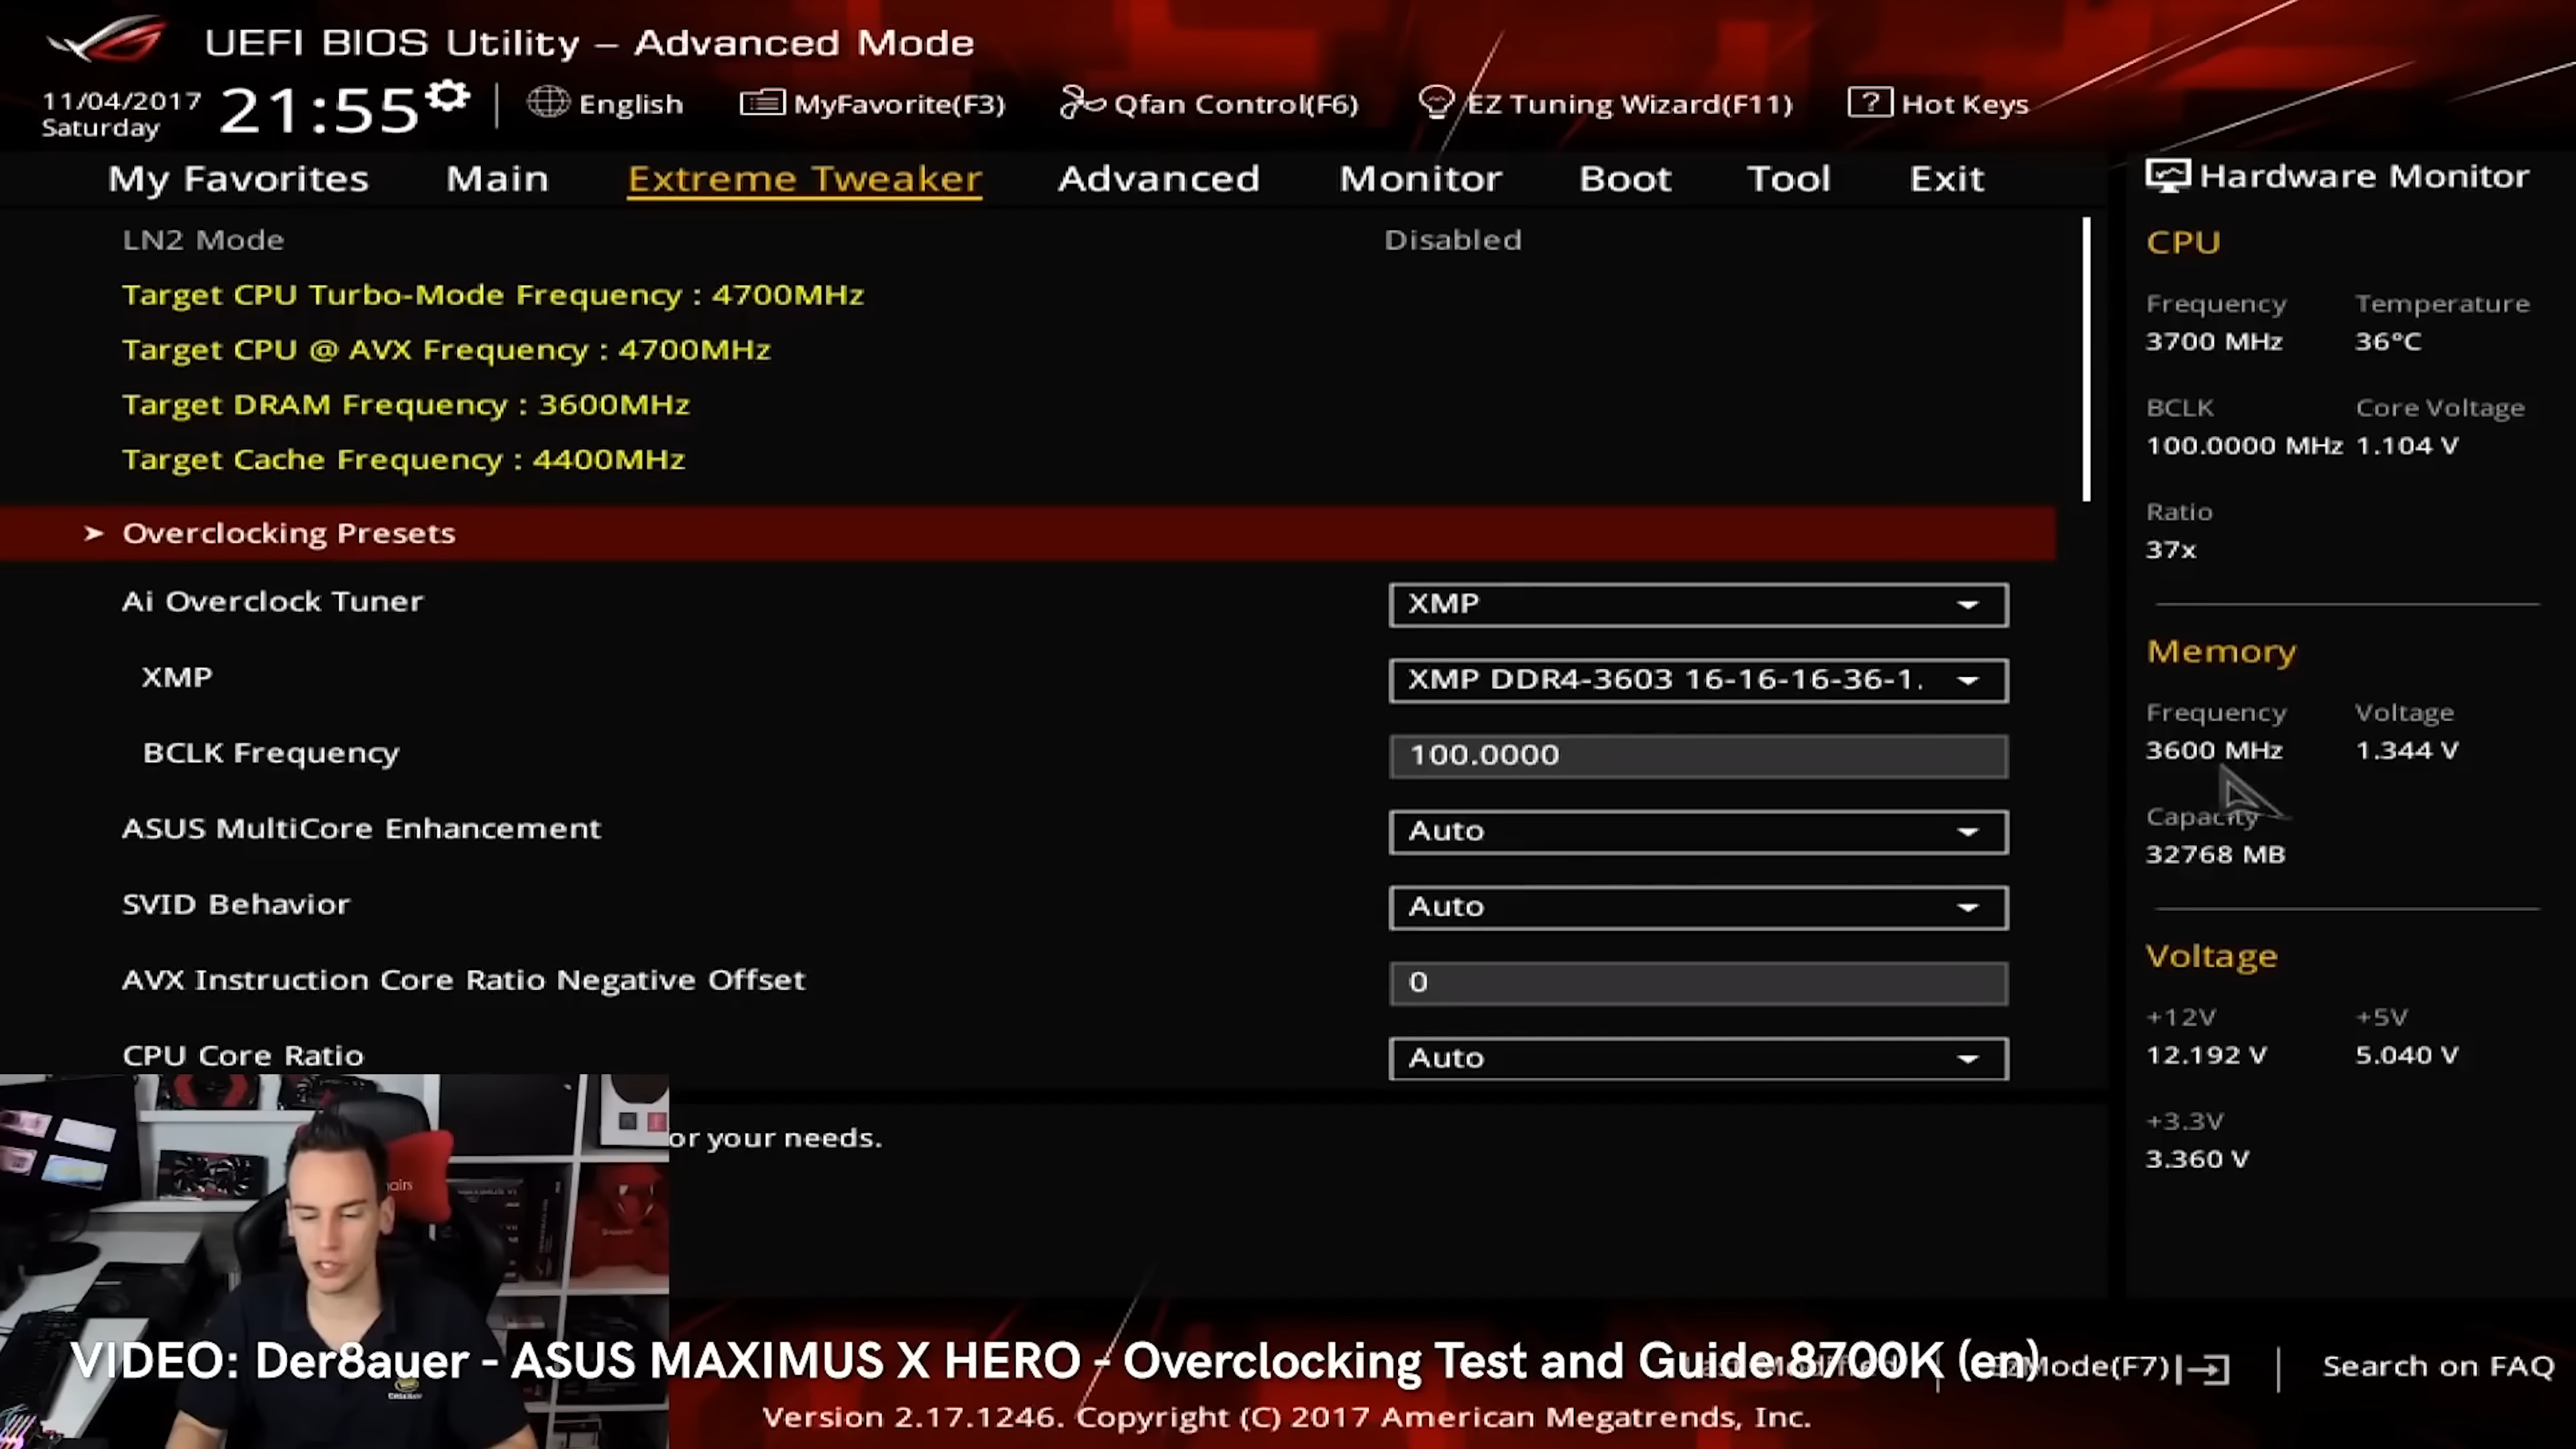 UEFI BIOS Utility – Advanced Mode
11/04/2017
Saturday
21:55
English
MyFavorite(F3)
Qfan Control(F6)
EZ Tuning Wizard(F11)
? Hot Keys
My Favorites Main Extreme Tweaker Advanced Monitor Boot Tool Exit
LN2 Mode Disabled
Target CPU Turbo-Mode Frequency : 4700MHz
Target CPU @ AVX Frequency : 4700MHz
Target DRAM Frequency : 3600MHz
Target Cache Frequency : 4400MHz
Overclocking Presets
Ai Overclock Tuner XMP
XMP XMP DDR4-3603 16-16-16-36-1.
BCLK Frequency 100.0000
ASUS MultiCore Enhancement Auto
SVID Behavior Auto
AVX Instruction Core Ratio Negative Offset 0
CPU Core Ratio Auto
or your needs.
Hardware Monitor
CPU
Frequency Temperature
3700 MHz 36°C
BCLK Core Voltage
100.0000 MHz 1.104 V
Ratio
37x
Memory
Frequency Voltage
3600 MHz 1.344 V
Capacity
32768 MB
Voltage
+12V +5V
12.192 V 5.040 V
+3.3V
3.360 V
VIDEO: Der8auer - ASUS MAXIMUS X HERO - Overclocking Test and Guide 8700K (en)
Mode(F7)
Search on FAQ
Version 2.17.1246. Copyright (C) 2017 American Megatrends, Inc.